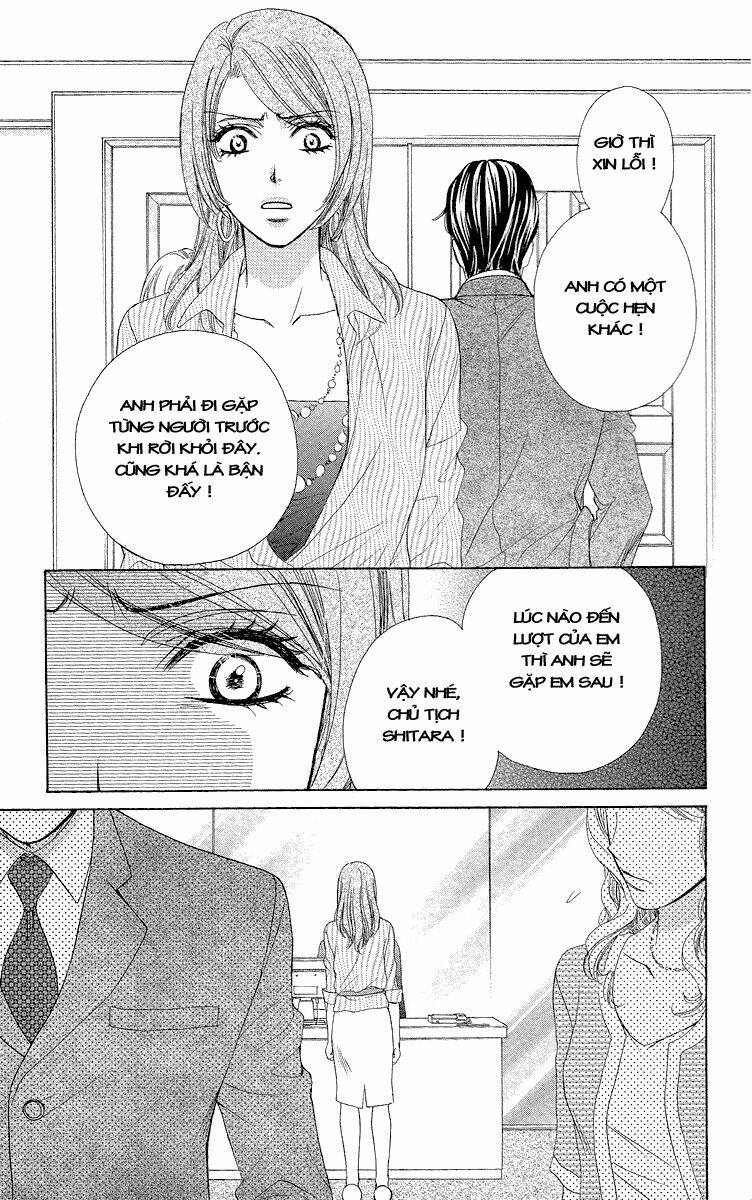 GIỜ THÌ
XIN LỖI !
ANH CÓ MỘT
CUỘC HẸN
KHÁC !
ANH PHẢI ĐI GẶP
TỪNG NGƯỜI TRƯỚC
KHI RỜI KHỎI ĐÂY.
CŨNG KHÁ LÀ BẬN
ĐẤY !
LÚC NÀO ĐẾN
LƯỢT CỦA EM
THÌ ANH SẼ
GẶP EM SAU !
VẬY NHÉ,
CHỦ TỊCH
SHITARA !